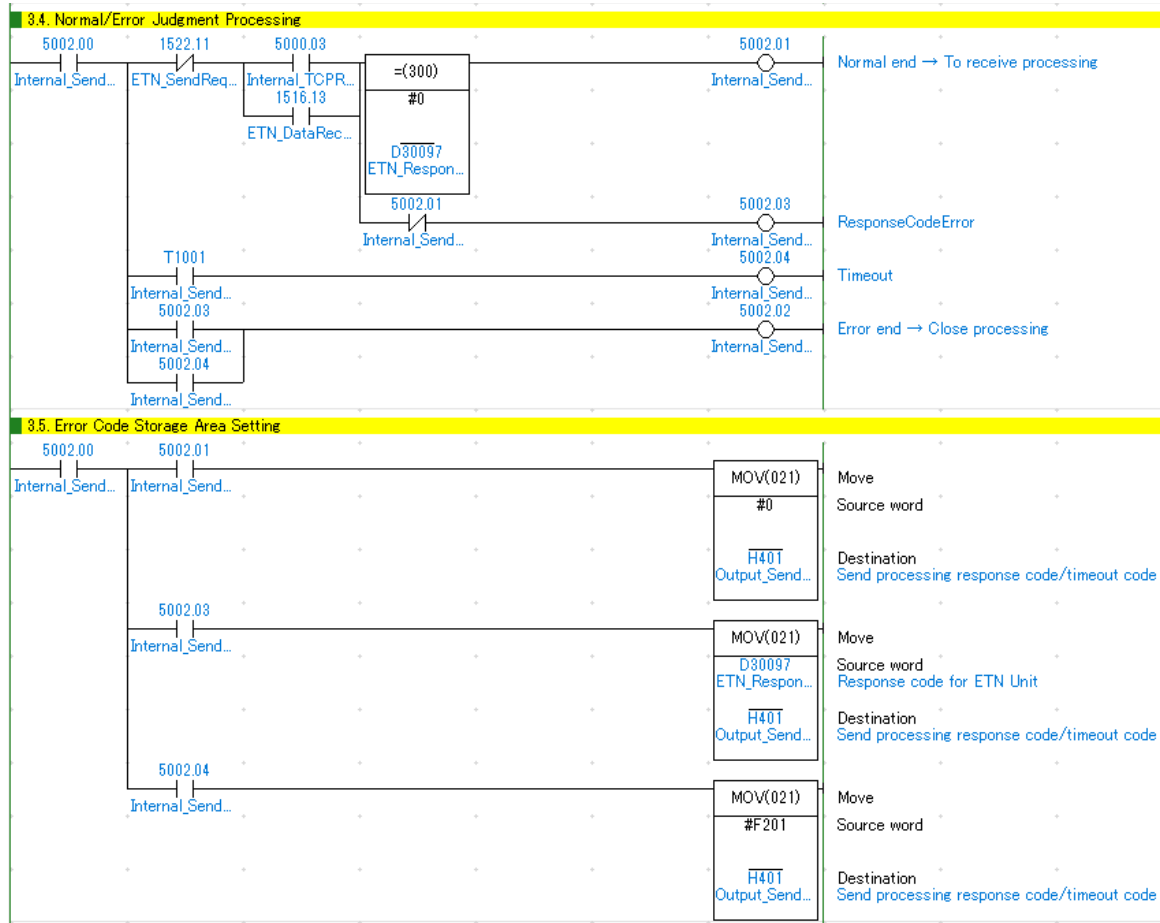 3.4. Normal/Error Judgment Processing
5002.00 1522.11 5000.03 5002.01
Internal_Send... ETN_SendReq... Internal_TCPR... =(300) Internal_Send... Normal end → To receive processing
1516.13 #0
ETN_DataRec...
D30097
ETN_Respon...
5002.01 5002.03
Internal_Send... Internal_Send... ResponseCodeError
T1001 5002.04
Internal_Send... Internal_Send... Timeout
5002.03 5002.02
Internal_Send... Internal_Send... Error end → Close processing
5002.04
Internal_Send...
3.5. Error Code Storage Area Setting
5002.00 5002.01
Internal_Send... Internal_Send... MOV(021) Move
#0 Source word
H401 Destination
Output_Send... Send processing response code/timeout code
5002.03
Internal_Send... MOV(021) Move
D30097 Source word
ETN_Respon... Response code for ETN Unit
H401 Destination
Output_Send... Send processing response code/timeout code
5002.04
Internal_Send... MOV(021) Move
#F201 Source word
H401 Destination
Output_Send... Send processing response code/timeout code